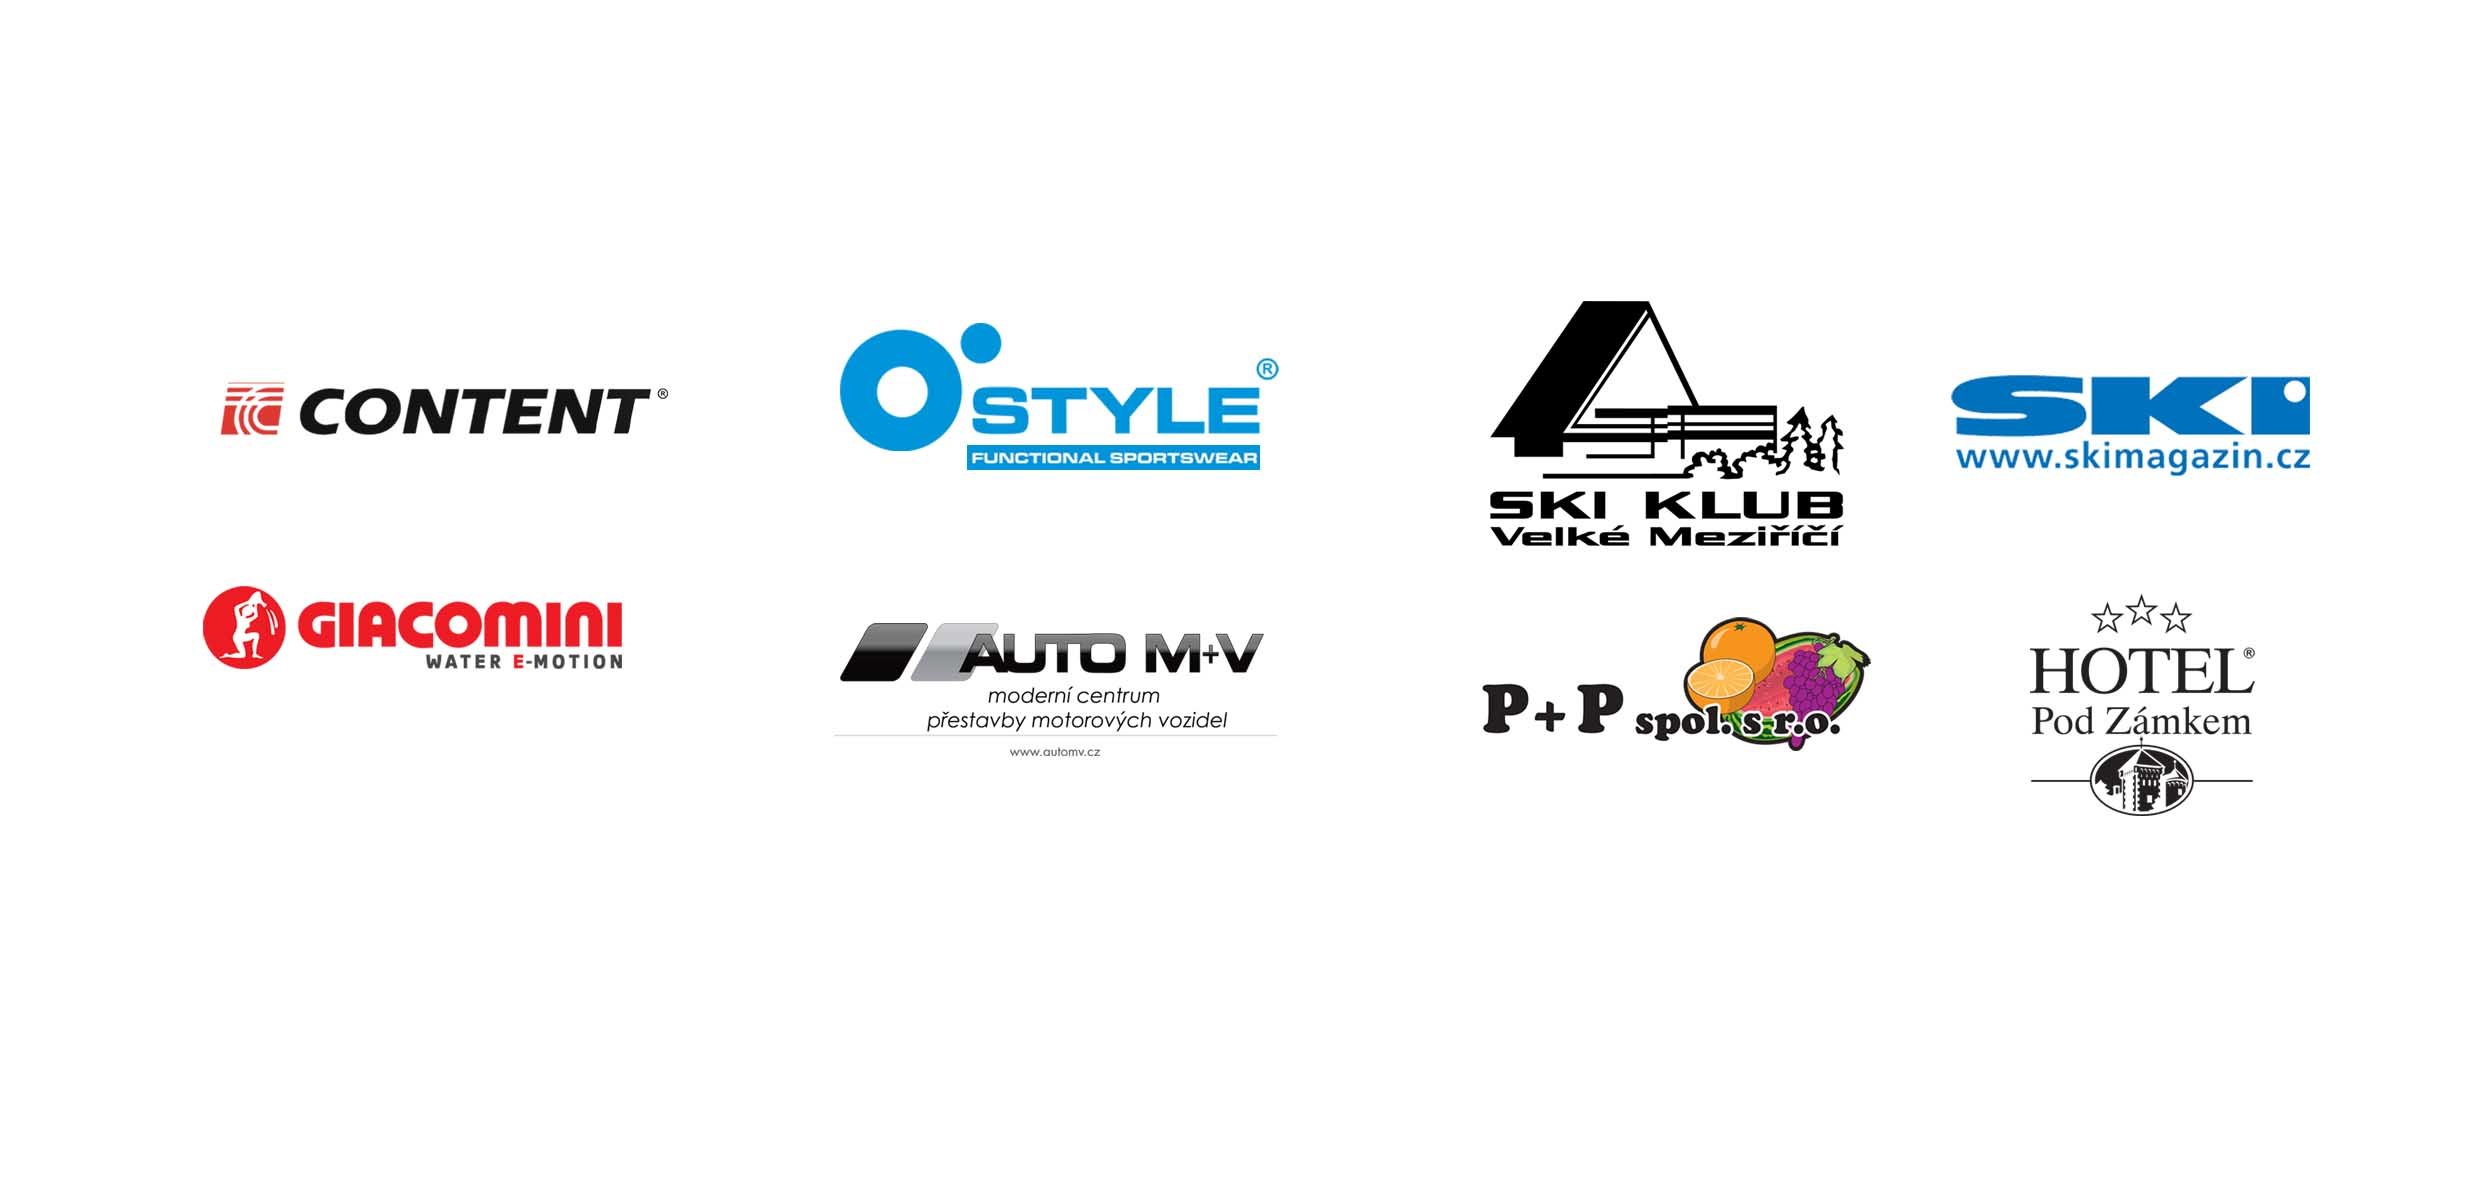 CONTENT®
O STYLE®
FUNCTIONAL SPORTSWEAR
SKI KLUB
Velké Meziříčí
SKI
www.skimagazin.cz
GIACOMINI
WATER E-MOTION
AUTO M+V
moderní centrum
přestavby motorových vozidel
www.automv.cz
P + P spol. s r.o.
HOTEL®
Pod Zámkem